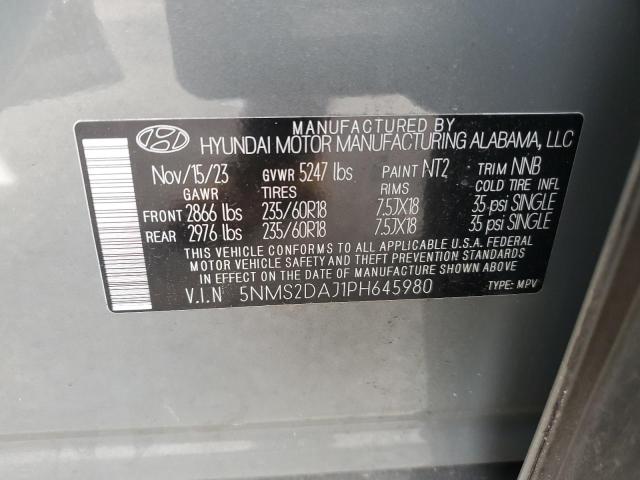 MANUFACTURED BY
HYUNDAI MOTOR MANUFACTURING ALABAMA, LLC
Nov/15/23 GVWR 5247 lbs PAINT NT2 TRIM NNB
GAWR TIRES RIMS COLD TIRE INFL
FRONT 2866 lbs 235/60R18 7.5JX18 35 psi SINGLE
REAR 2976 lbs 235/60R18 7.5JX18 35 psi SINGLE
THIS VEHICLE CONFORMS TO ALL APPLICABLE U.S.A. FEDERAL
MOTOR VEHICLE SAFETY AND THEFT PREVENTION STANDARDS
IN EFFECT ON THE DATE OF MANUFACTURE SHOWN ABOVE.
V.I.N 5NMS2DAJ1PH645980 TYPE: MPV